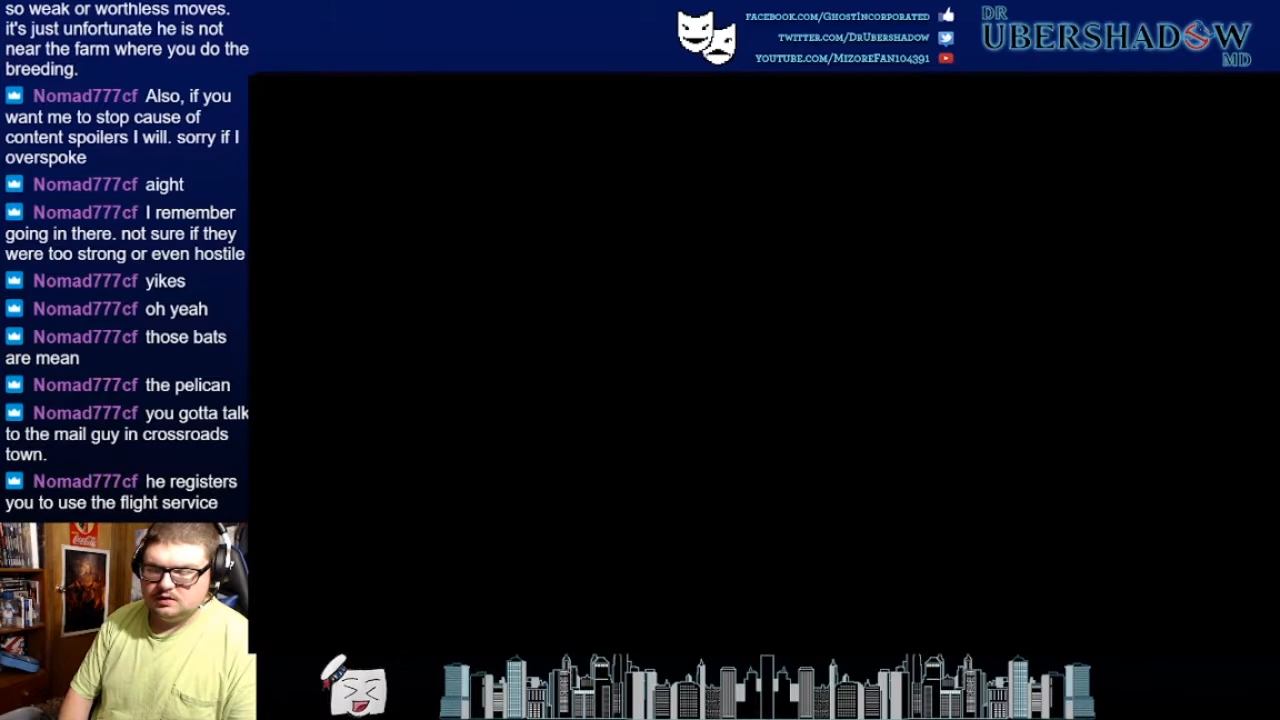 so weak or worthless moves.
it's just unfortunate he is not
near the farm where you do the
breeding.
Nomad777cf Also, if you
want me to stop cause of
content spoilers I will. sorry if I
overspoke
Nomad777cf aight
Nomad777cf I remember
going in there. not sure if they
were too strong or even hostile
Nomad777cf yikes
Nomad777cf oh yeah
Nomad777cf those bats
are mean
Nomad777cf the pelican
Nomad777cf you gotta talk
to the mail guy in crossroads
town.
Nomad777cf he registers
you to use the flight service
facebook.com/GhostIncorporated
twitter.com/DrUbershadow
youtube.com/MizoreFan104391
DR
UBERSHADOW
MD
Coca-Cola